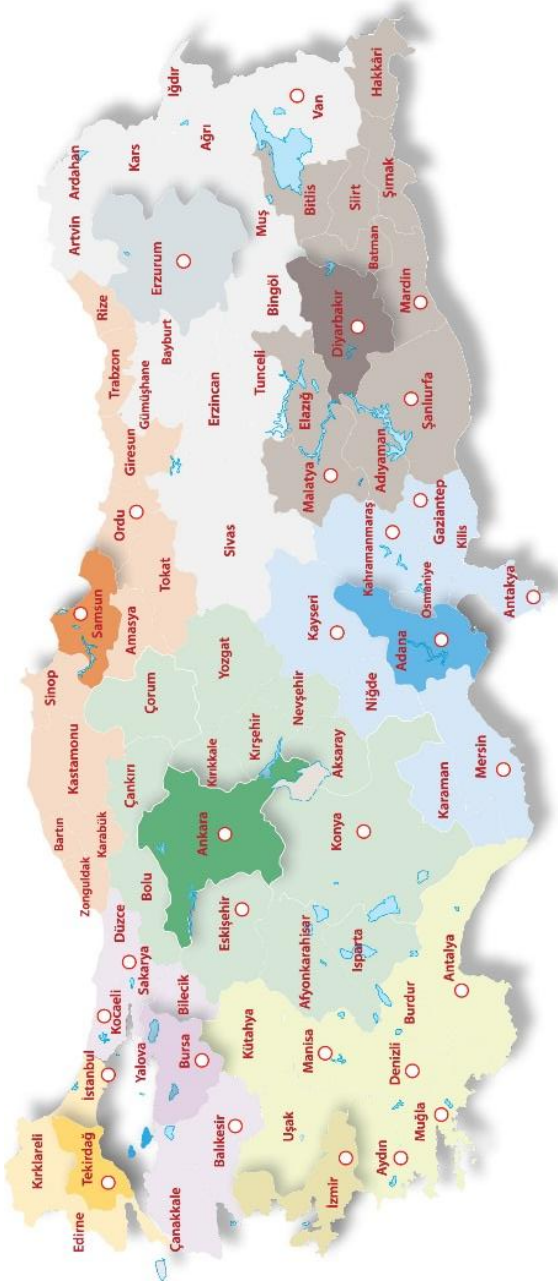 Kırklareli
Edirne
Tekirdağ
İstanbul
Kocaeli
Yalova
Sakarya
Düzce
Bilecik
Bursa
Çanakkale
Balıkesir
Zonguldak
Bartın
Karabük
Kastamonu
Sinop
Samsun
Amasya
Tokat
Ordu
Giresun
Trabzon
Rize
Gümüşhane
Bayburt
Artvin
Ardahan
Kars
Iğdır
Ağrı
Erzurum
Erzincan
Sivas
Tunceli
Bingöl
Muş
Van
Bitlis
Hakkâri
Siirt
Şırnak
Batman
Mardin
Diyarbakır
Elazığ
Malatya
Adıyaman
Şanlıurfa
Bolu
Çankırı
Çorum
Yozgat
Ankara
Kırıkkale
Kırşehir
Nevşehir
Aksaray
Eskişehir
Konya
Afyonkarahisar
Isparta
Kütahya
Manisa
Uşak
İzmir
Aydın
Denizli
Muğla
Burdur
Antalya
Kayseri
Niğde
Karaman
Mersin
Adana
Kahramanmaraş
Osmaniye
Gaziantep
Kilis
Antakya